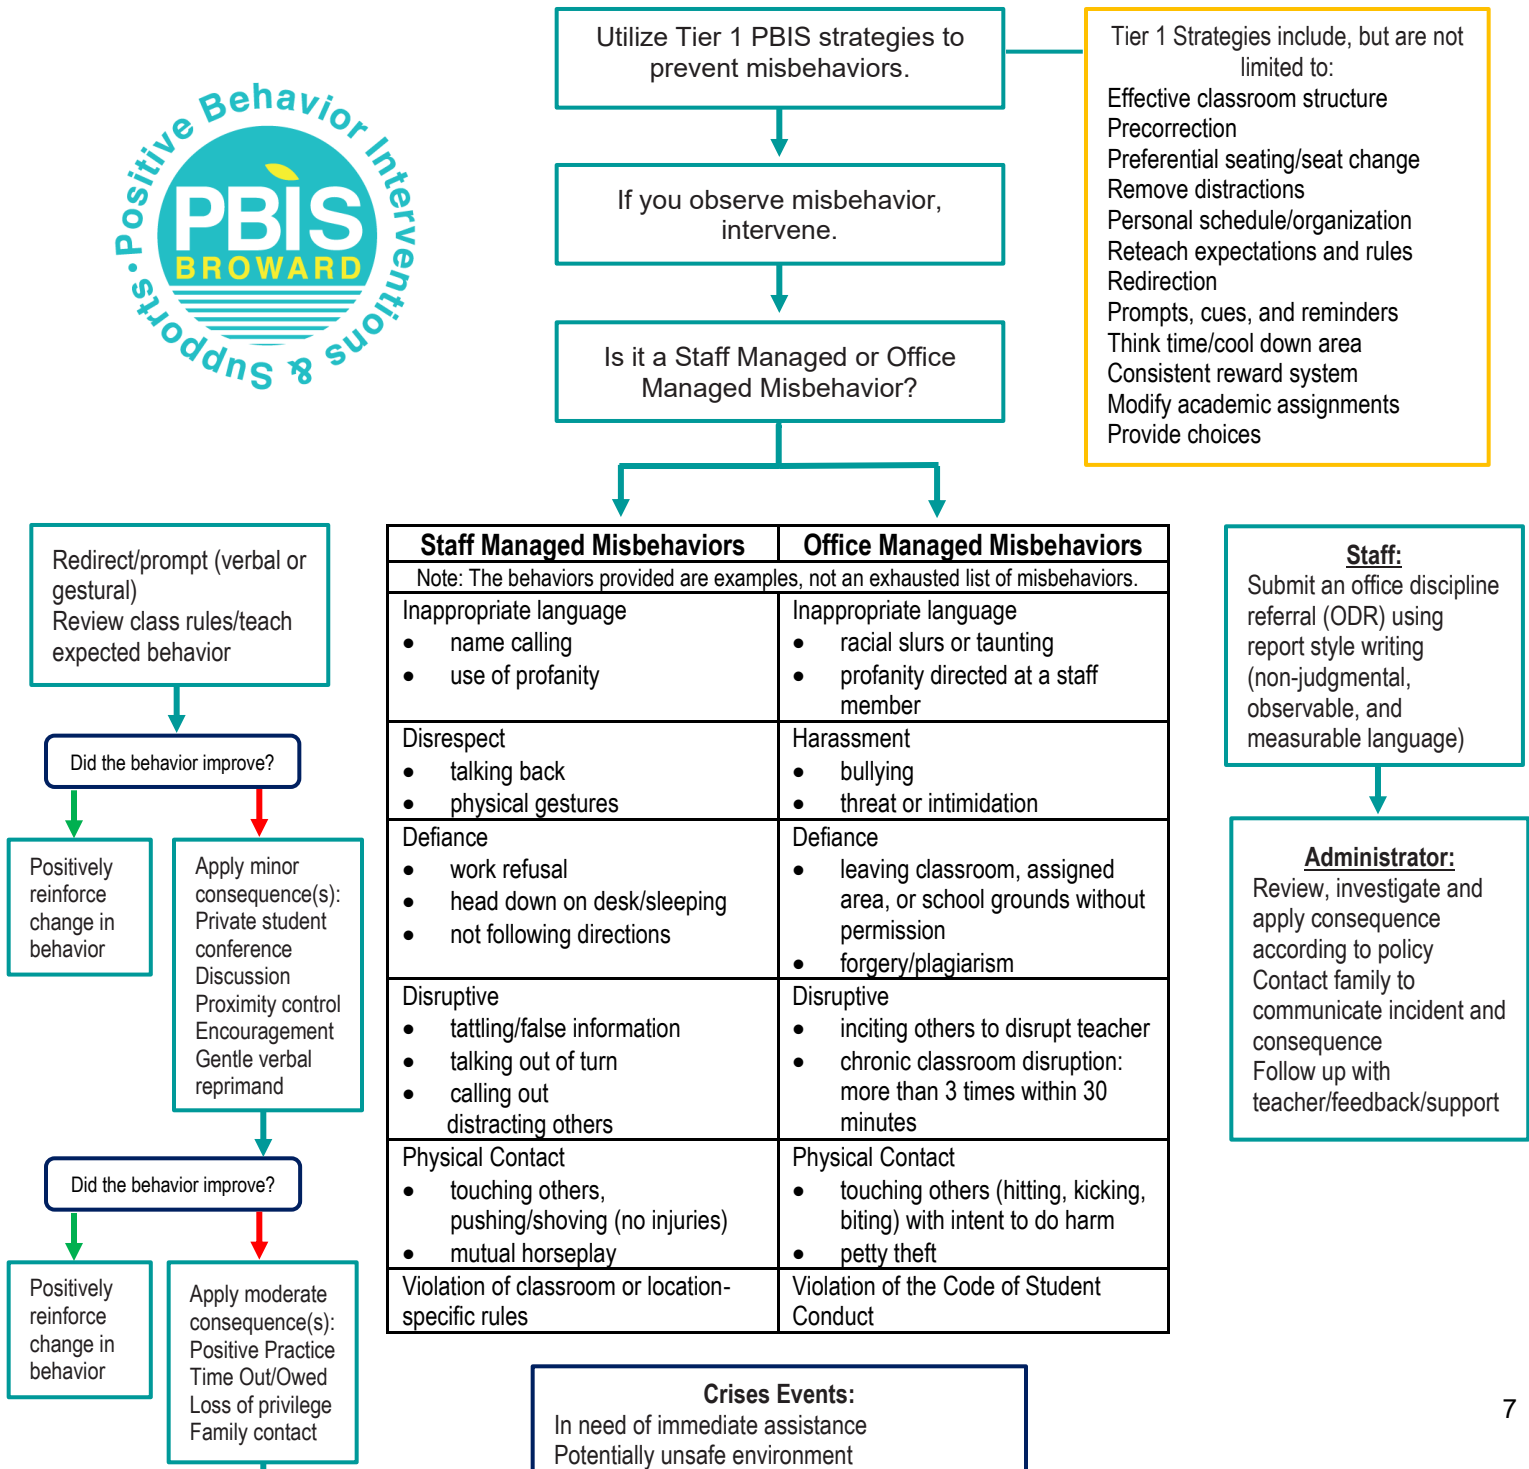 Utilize Tier 1 PBIS strategies to
prevent misbehaviors.
Tier 1 Strategies include, but are not
limited to:
Effective classroom structure
Precorrection
Preferential seating/seat change
Remove distractions
Personal schedule/organization
Reteach expectations and rules
Redirection
Prompts, cues, and reminders
Think time/cool down area
Consistent reward system
Modify academic assignments
Provide choices
Positive Behavior Interventions & Supports •
PBIS
BROWARD
If you observe misbehavior,
intervene.
Is it a Staff Managed or Office
Managed Misbehavior?
Redirect/prompt (verbal or
gestural)
Review class rules/teach
expected behavior
Did the behavior improve?
Positively
reinforce
change in
behavior
Apply minor
consequence(s):
Private student
conference
Discussion
Proximity control
Encouragement
Gentle verbal
reprimand
Did the behavior improve?
Positively
reinforce
change in
behavior
Apply moderate
consequence(s):
Positive Practice
Time Out/Owed
Loss of privilege
Family contact
Staff Managed Misbehaviors
Office Managed Misbehaviors
Note: The behaviors provided are examples, not an exhausted list of misbehaviors.
Inappropriate language
• name calling
• use of profanity
Inappropriate language
• racial slurs or taunting
• profanity directed at a staff
member
Disrespect
• talking back
• physical gestures
Harassment
• bullying
• threat or intimidation
Defiance
• work refusal
• head down on desk/sleeping
• not following directions
Defiance
• leaving classroom, assigned
area, or school grounds without
permission
• forgery/plagiarism
Disruptive
• tattling/false information
• talking out of turn
• calling out
distracting others
Disruptive
• inciting others to disrupt teacher
• chronic classroom disruption:
more than 3 times within 30
minutes
Physical Contact
• touching others,
pushing/shoving (no injuries)
• mutual horseplay
Physical Contact
• touching others (hitting, kicking,
biting) with intent to do harm
• petty theft
Violation of classroom or location-
specific rules
Violation of the Code of Student
Conduct
Staff:
Submit an office discipline
referral (ODR) using
report style writing
(non-judgmental,
observable, and
measurable language)
Administrator:
Review, investigate and
apply consequence
according to policy
Contact family to
communicate incident and
consequence
Follow up with
teacher/feedback/support
Crises Events:
In need of immediate assistance
Potentially unsafe environment
7